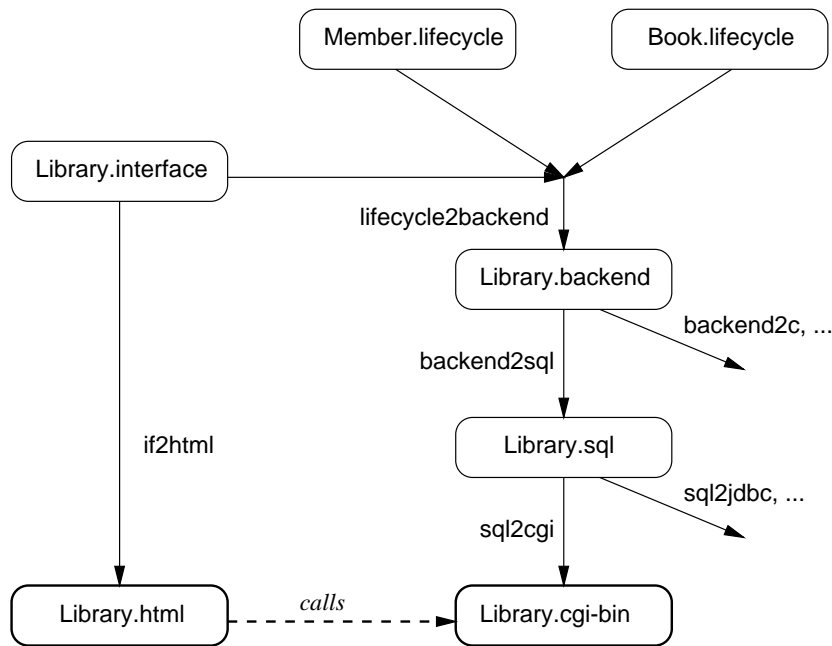 Member.lifecycle
Book.lifecycle
Library.interface
lifecycle2backend
Library.backend
backend2c, ...
backend2sql
if2html
Library.sql
sql2jdbc, ...
sql2cgi
Library.html
calls
Library.cgi-bin